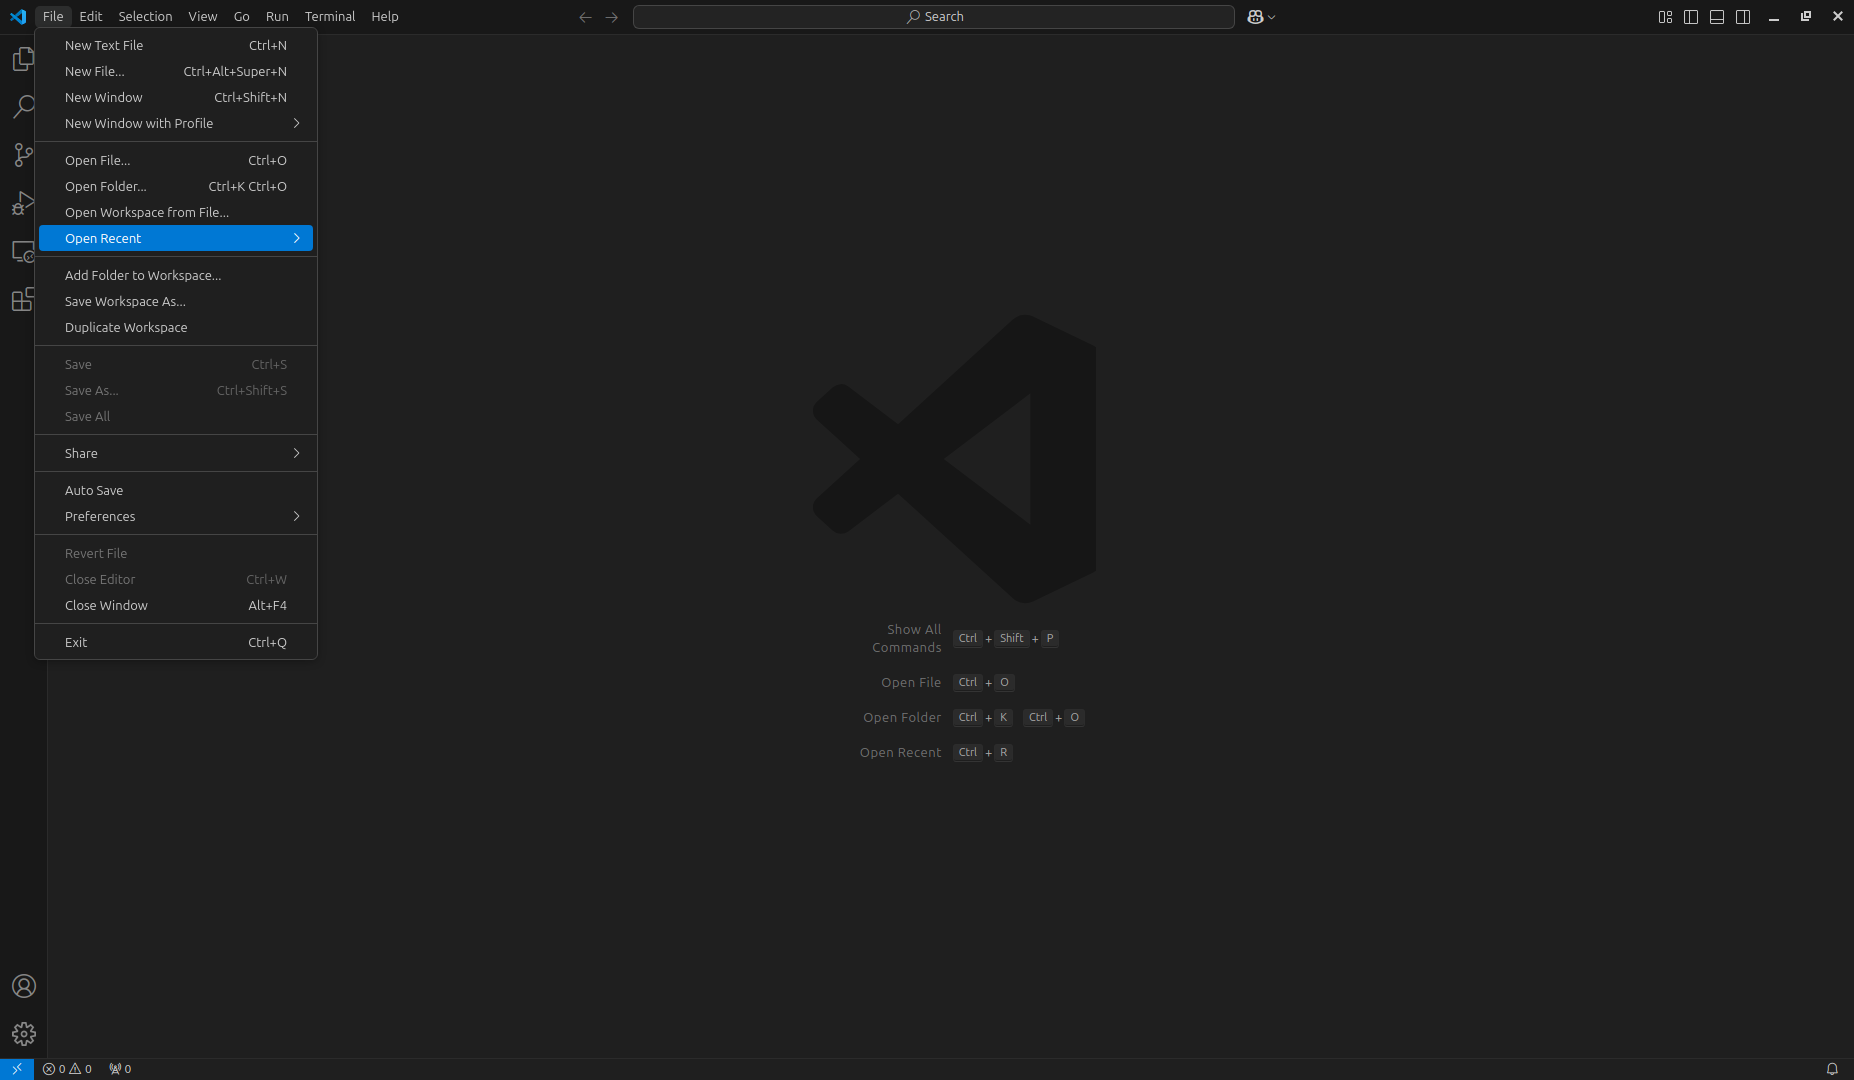 File Edit Selection View Go Run Terminal Help
Search
New Text File Ctrl+N
New File... Ctrl+Alt+Super+N
New Window Ctrl+Shift+N
New Window with Profile
Open File... Ctrl+O
Open Folder... Ctrl+K Ctrl+O
Open Workspace from File...
Open Recent
Add Folder to Workspace...
Save Workspace As...
Duplicate Workspace
Save Ctrl+S
Save As... Ctrl+Shift+S
Save All
Share
Auto Save
Preferences
Revert File
Close Editor Ctrl+W
Close Window Alt+F4
Exit Ctrl+Q
Show All
Commands Ctrl + Shift + P
Open File Ctrl + O
Open Folder Ctrl + K Ctrl + O
Open Recent Ctrl + R
0 0 0